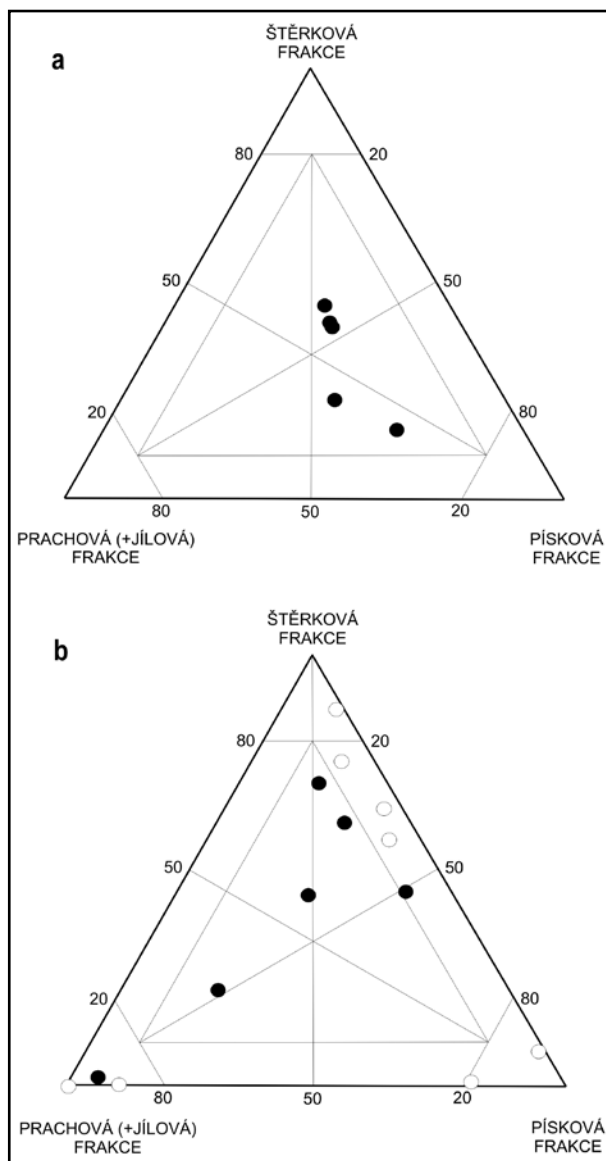 a
ŠTĚRKOVÁ
FRAKCE
80 20
50 50
20 80
80 50 20
PRACHOVÁ (+JÍLOVÁ)
FRAKCE
PÍSKOVÁ
FRAKCE
b
ŠTĚRKOVÁ
FRAKCE
80 20
50 50
20 80
80 50 20
PRACHOVÁ (+JÍLOVÁ)
FRAKCE
PÍSKOVÁ
FRAKCE